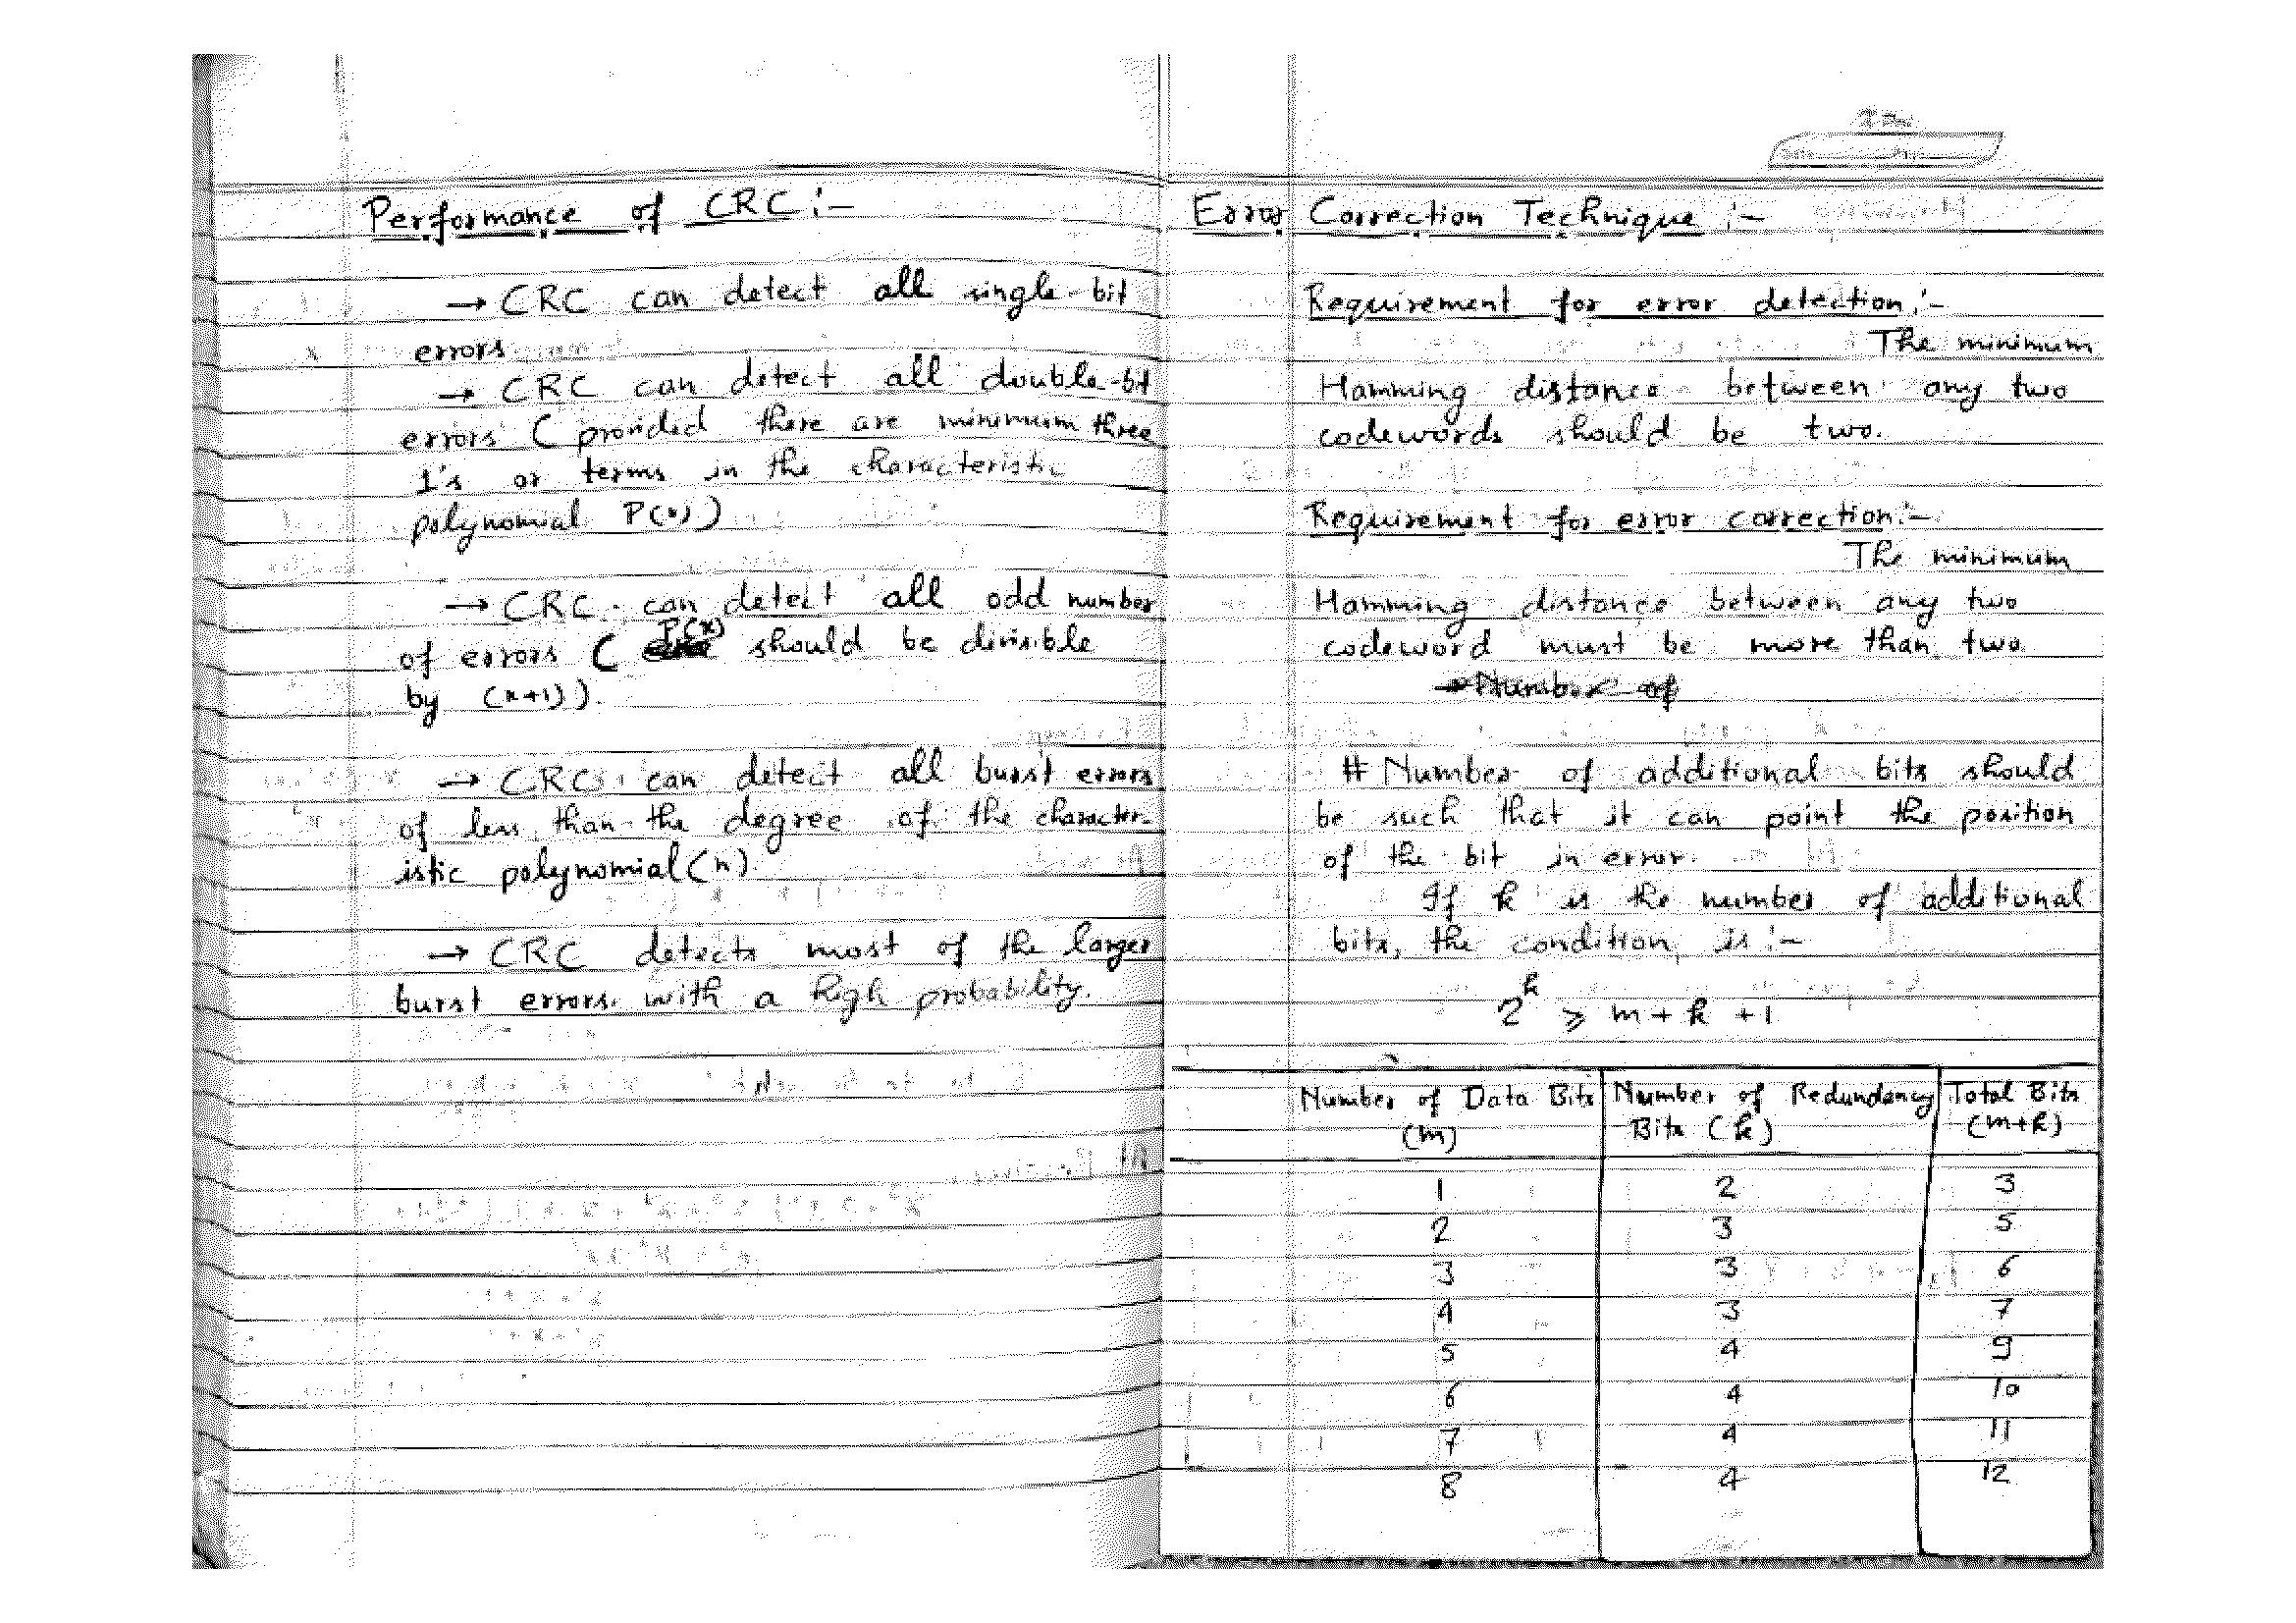 Performance of CRC :-
→ CRC can detect all single-bit
errors
→ CRC can detect all double-bit
errors ( provided there are minimum three
1's or terms in the characteristic
polynomial P(x) )
→ CRC can detect all odd number
of errors ( P(x) should be divisible
by (x+1) ).
→ CRC can detect all burst errors
of less than the degree of the character-
istic polynomial (n).
→ CRC detects most of the larger
burst errors with a high probability.
Error Correction Technique :-
Requirement for error detection :-
The minimum
Hamming distance between any two
codewords should be two.
Requirement for error correction :-
The minimum
Hamming distance between any two
codeword must be more than two.
→ Number of
# Number of additional bits should
be such that it can point the position
of the bit in error.
If k is the number of additional
bits, the condition is :-
2^k ⩾ m + k + 1
Number of Data Bits (m) Number of Redundancy Bits (k) Total Bits (m+k)
1 2 3
2 3 5
3 3 6
4 3 7
5 4 9
6 4 10
7 4 11
8 4 12